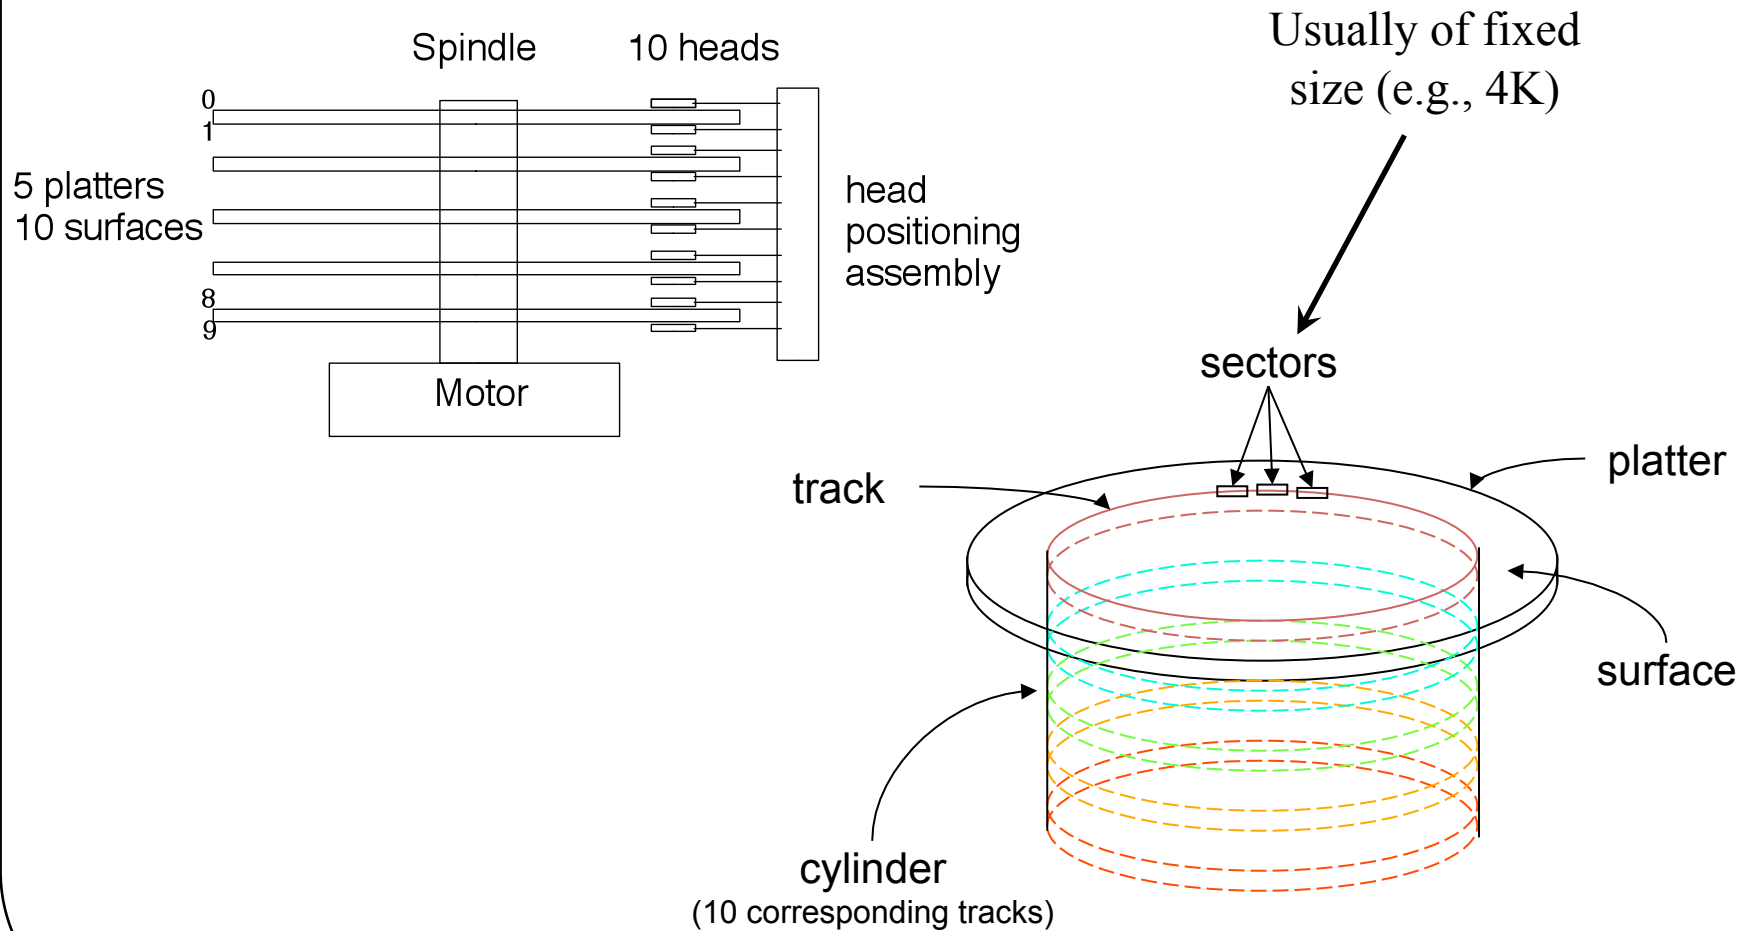 Spindle
10 heads
0
1
5 platters
10 surfaces
8
9
Motor
head
positioning
assembly
Usually of fixed
size (e.g., 4K)
sectors
track
platter
surface
cylinder
(10 corresponding tracks)